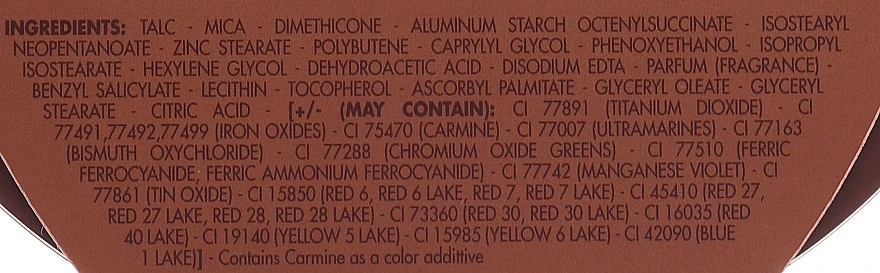 INGREDIENTS: TALC - MICA - DIMETHICONE - ALUMINUM STARCH OCTENYLSUCCINATE - ISOSTEARYL
NEOPENTANOATE - ZINC STEARATE - POLYBUTENE - CAPRYLYL GLYCOL - PHENOXYETHANOL - ISOPROPYL
ISOSTEARATE - HEXYLENE GLYCOL - DEHYDROACETIC ACID - DISODIUM EDTA - PARFUM (FRAGRANCE) -
BENZYL SALICYLATE - LECITHIN - TOCOPHEROL - ASCORBYL PALMITATE - GLYCERYL OLEATE - GLYCERYL
STEARATE - CITRIC ACID - [+/- (MAY CONTAIN): CI 77891 (TITANIUM DIOXIDE) - CI
77491,77492,77499 (IRON OXIDES) - CI 75470 (CARMINE) - CI 77007 (ULTRAMARINES) - CI 77163
(BISMUTH OXYCHLORIDE) - CI 77288 (CHROMIUM OXIDE GREENS) - CI 77510 (FERRIC
FERROCYANIDE, FERRIC AMMONIUM FERROCYANIDE) - CI 77742 (MANGANESE VIOLET) - CI
77861 (TIN OXIDE) - CI 15850 (RED 6, RED 6 LAKE, RED 7, RED 7 LAKE) - CI 45410 (RED 27,
RED 27 LAKE, RED 28, RED 28 LAKE) - CI 73360 (RED 30, RED 30 LAKE) - CI 16035 (RED
40 LAKE) - CI 19140 (YELLOW 5 LAKE) - CI 15985 (YELLOW 6 LAKE) - CI 42090 (BLUE
1 LAKE)] - Contains Carmine as a color addittive